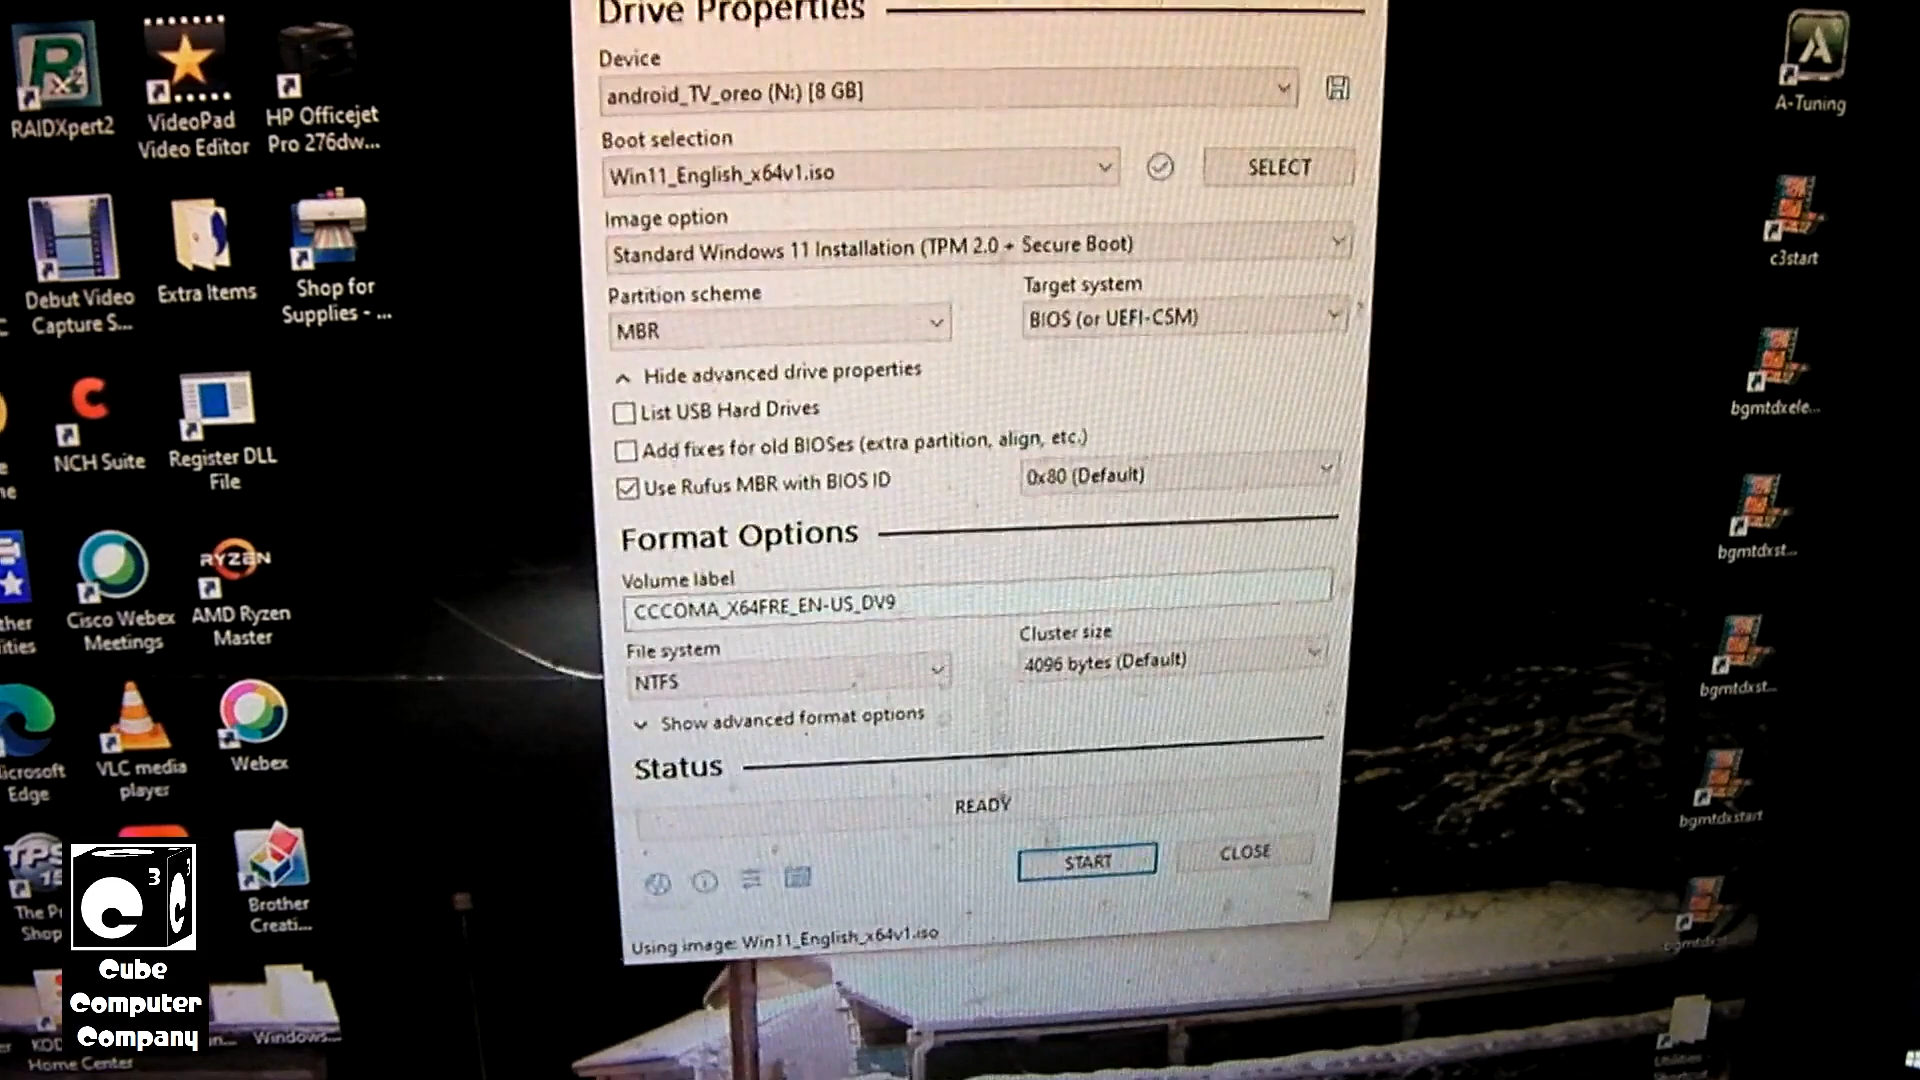 Drive Properties
Device
android_TV_oreo (N:) [8 GB]
Boot selection
Win11_English_x64v1.iso
SELECT
Image option
Standard Windows 11 Installation (TPM 2.0 + Secure Boot)
Partition scheme
Target system
MBR
BIOS (or UEFI-CSM)
Hide advanced drive properties
List USB Hard Drives
Add fixes for old BIOSes (extra partition, align, etc.)
Use Rufus MBR with BIOS ID
0x80 (Default)
Format Options
Volume label
CCCOMA_X64FRE_EN-US_DV9
File system
Cluster size
NTFS
4096 bytes (Default)
Show advanced format options
Status
READY
START
CLOSE
Using image: Win11_English_x64v1.iso
RAIDXpert2
VideoPad
Video Editor
HP Officejet
Pro 276dw...
Debut Video
Capture S...
Extra Items
Shop for
Supplies - ...
NCH Suite
Register DLL
File
RYZEN
Cisco Webex
Meetings
AMD Ryzen
Master
Edge
VLC media
player
Webex
Brother
Creati...
Windows...
Home Center
C3
C3
Cube
Computer
Company
A-Tuning
c3start
bgmtdxele...
bgmtdxst...
bgmtdxst...
bgmtdxstart